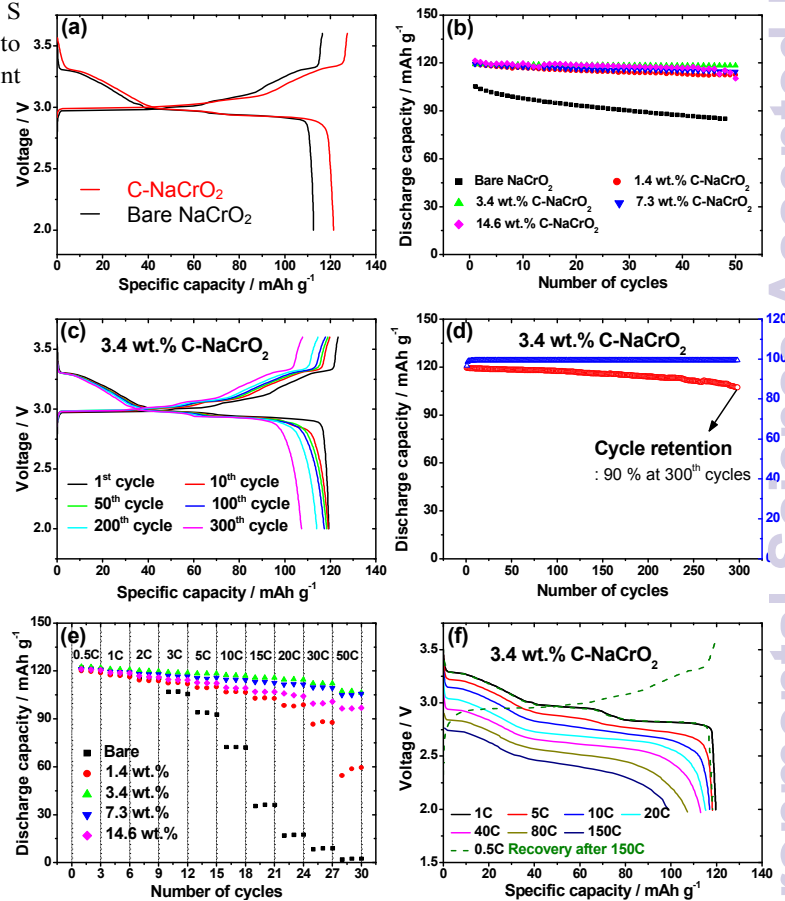 S
to
nt
(a)
3.5
3.0
2.5
2.0
Voltage / V
C-NaCrO2
Bare NaCrO2
0 20 40 60 80 100 120 140
Specific capacity / mAh g-1
(b)
150
120
90
60
30
0
Discharge capacity / mAh g-1
Bare NaCrO2
1.4 wt.% C-NaCrO2
3.4 wt.% C-NaCrO2
7.3 wt.% C-NaCrO2
14.6 wt.% C-NaCrO2
0 10 20 30 40 50
Number of cycles
(c)
3.4 wt.% C-NaCrO2
3.5
3.0
2.5
2.0
Voltage / V
1st cycle
10th cycle
50th cycle
100th cycle
200th cycle
300th cycle
0 20 40 60 80 100 120 140
Specific capacity / mAh g-1
(d)
3.4 wt.% C-NaCrO2
150
120
90
60
30
0
Discharge capacity / mAh g-1
Cycle retention
: 90 % at 300th cycles
100
80
60
40
20
0
0 50 100 150 200 250 300
Number of cycles
(e)
0.5C 1C 2C 3C 5C 10C 15C 20C 30C 50C
150
120
90
60
30
0
Discharge capacity / mAh g-1
Bare
1.4 wt.%
3.4 wt.%
7.3 wt.%
14.6 wt.%
0 3 6 9 12 15 18 21 24 27 30
Number of cycles
(f)
3.4 wt.% C-NaCrO2
3.5
3.0
2.5
2.0
1.5
Voltage / V
1C 5C 10C 20C
40C 80C 150C
0.5C Recovery after 150C
0 20 40 60 80 100 120 140
Specific capacity / mAh g-1